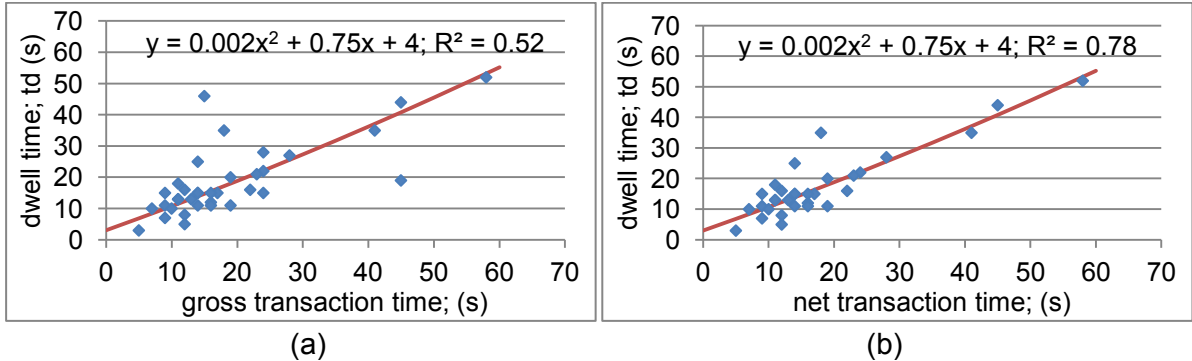 70
60
50
40
30
20
10
0
dwell time; td (s)
y = 0.002x² + 0.75x + 4; R² = 0.52
0 10 20 30 40 50 60 70
gross transaction time; (s)
(a)
70
60
50
40
30
20
10
0
dwell time; td (s)
y = 0.002x² + 0.75x + 4; R² = 0.78
0 10 20 30 40 50 60 70
net transaction time; (s)
(b)